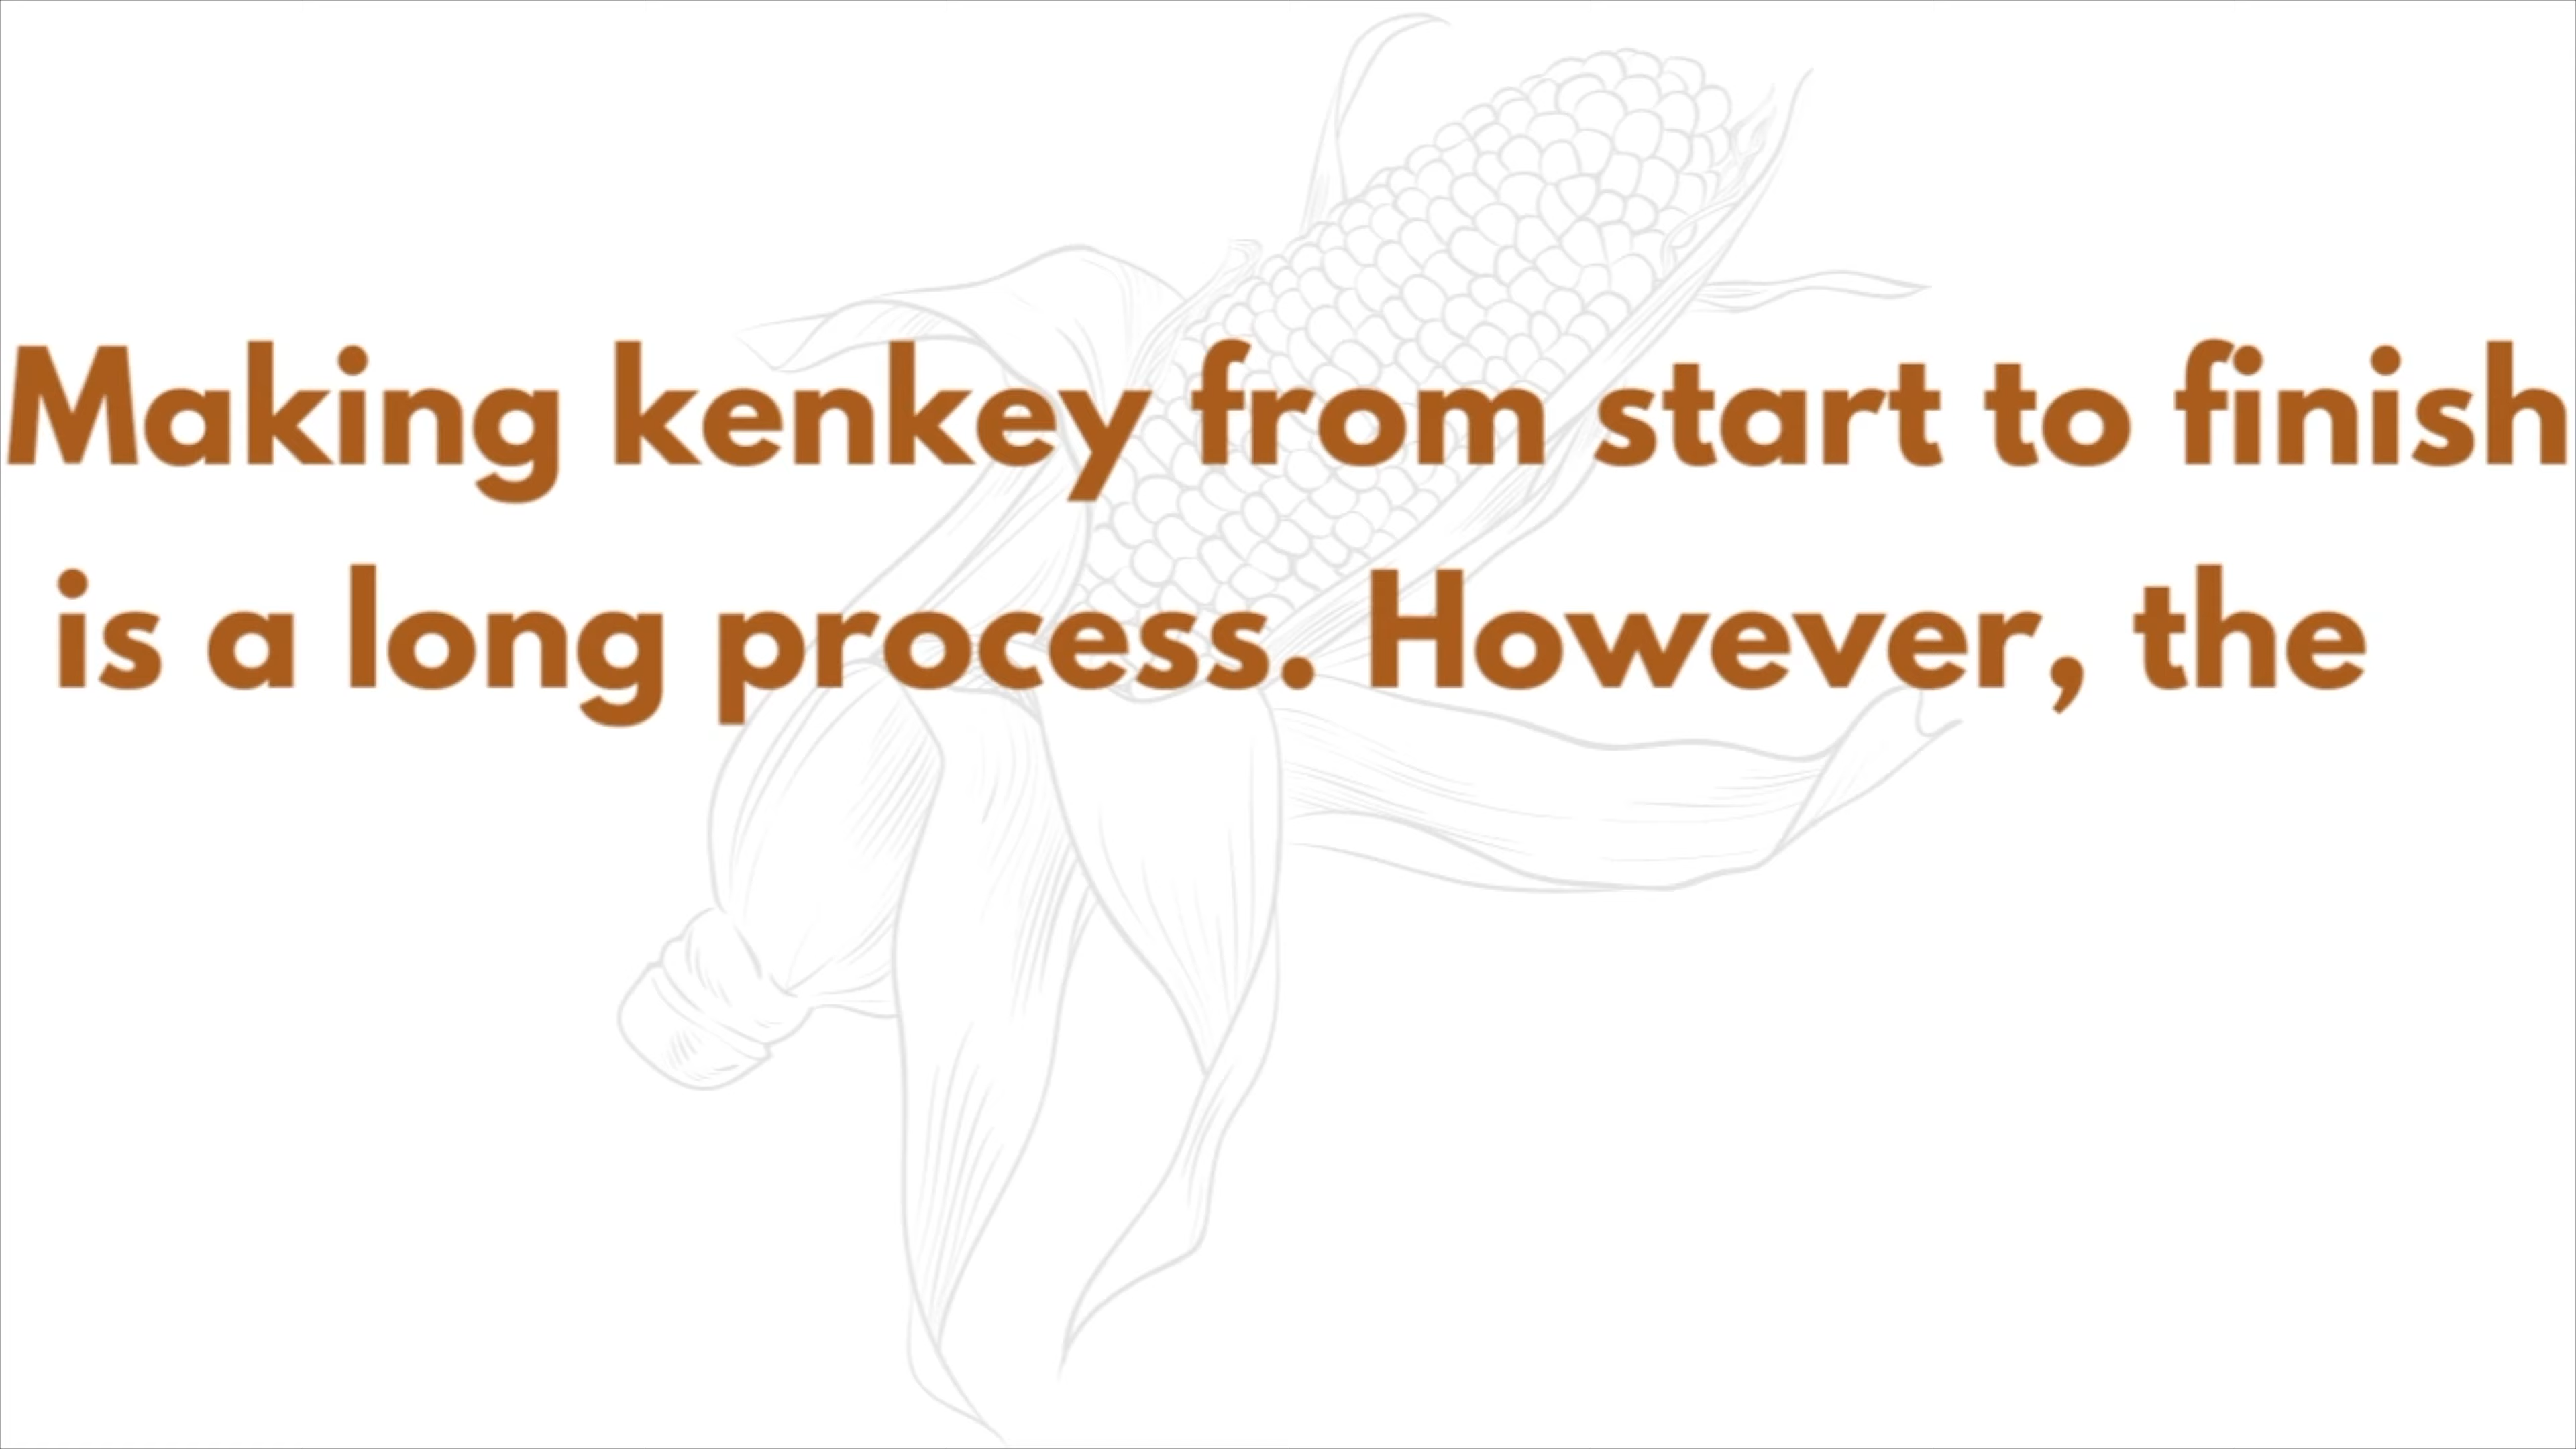 Making kenkey from start to finish
is a long process. However, the